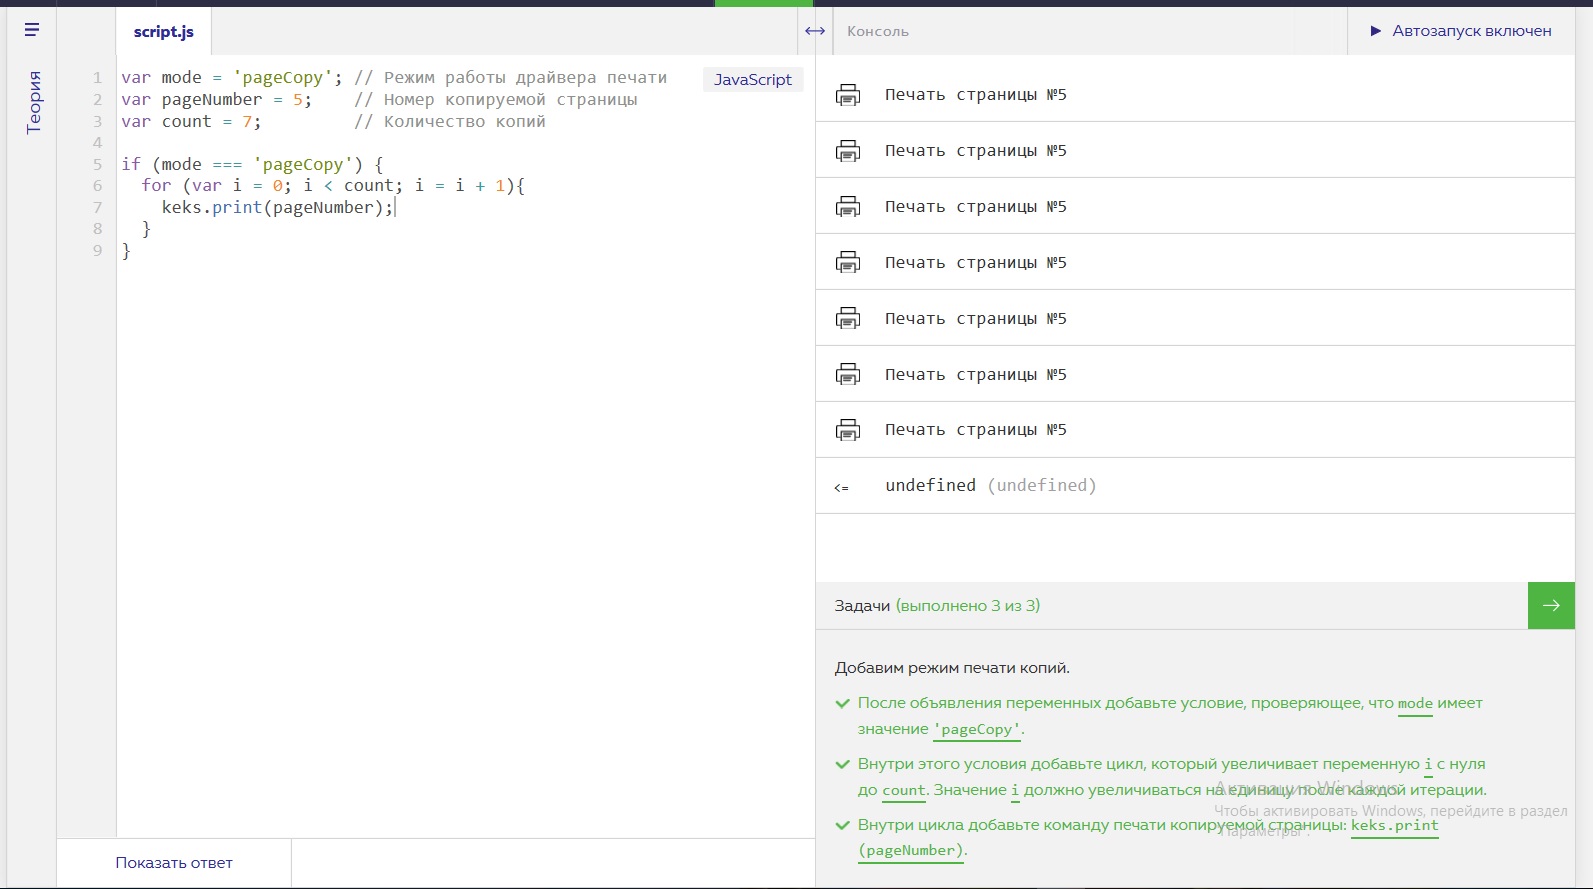 Теория
script.js
JavaScript
1 var mode = 'pageCopy'; // Режим работы драйвера печати
2 var pageNumber = 5;    // Номер копируемой страницы
3 var count = 7;         // Количество копий
4
5 if (mode === 'pageCopy') {
6   for (var i = 0; i < count; i = i + 1){
7     keks.print(pageNumber);
8   }
9 }
Показать ответ
Консоль
Автозапуск включен
Печать страницы №5
Печать страницы №5
Печать страницы №5
Печать страницы №5
Печать страницы №5
Печать страницы №5
Печать страницы №5
<= undefined (undefined)
Задачи (выполнено 3 из 3)
Добавим режим печати копий.
После объявления переменных добавьте условие, проверяющее, что mode имеет
значение 'pageCopy'.
Внутри этого условия добавьте цикл, который увеличивает переменную i с нуля
до count. Значение i должно увеличиваться на единицу после каждой итерации.
Внутри цикла добавьте команду печати копируемой страницы: keks.print
(pageNumber).
Активация Windows
Чтобы активировать Windows, перейдите в раздел
"Параметры".